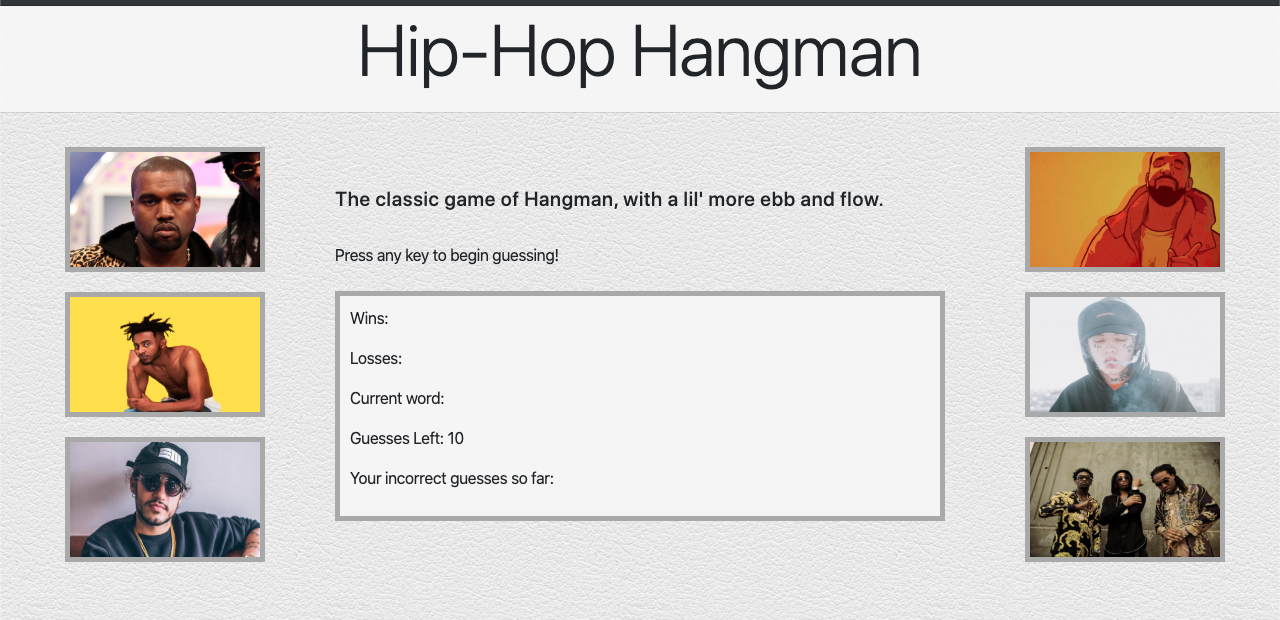 Hip-Hop Hangman
The classic game of Hangman, with a lil' more ebb and flow.
Press any key to begin guessing!
Wins:
Losses:
Current word:
Guesses Left: 10
Your incorrect guesses so far: